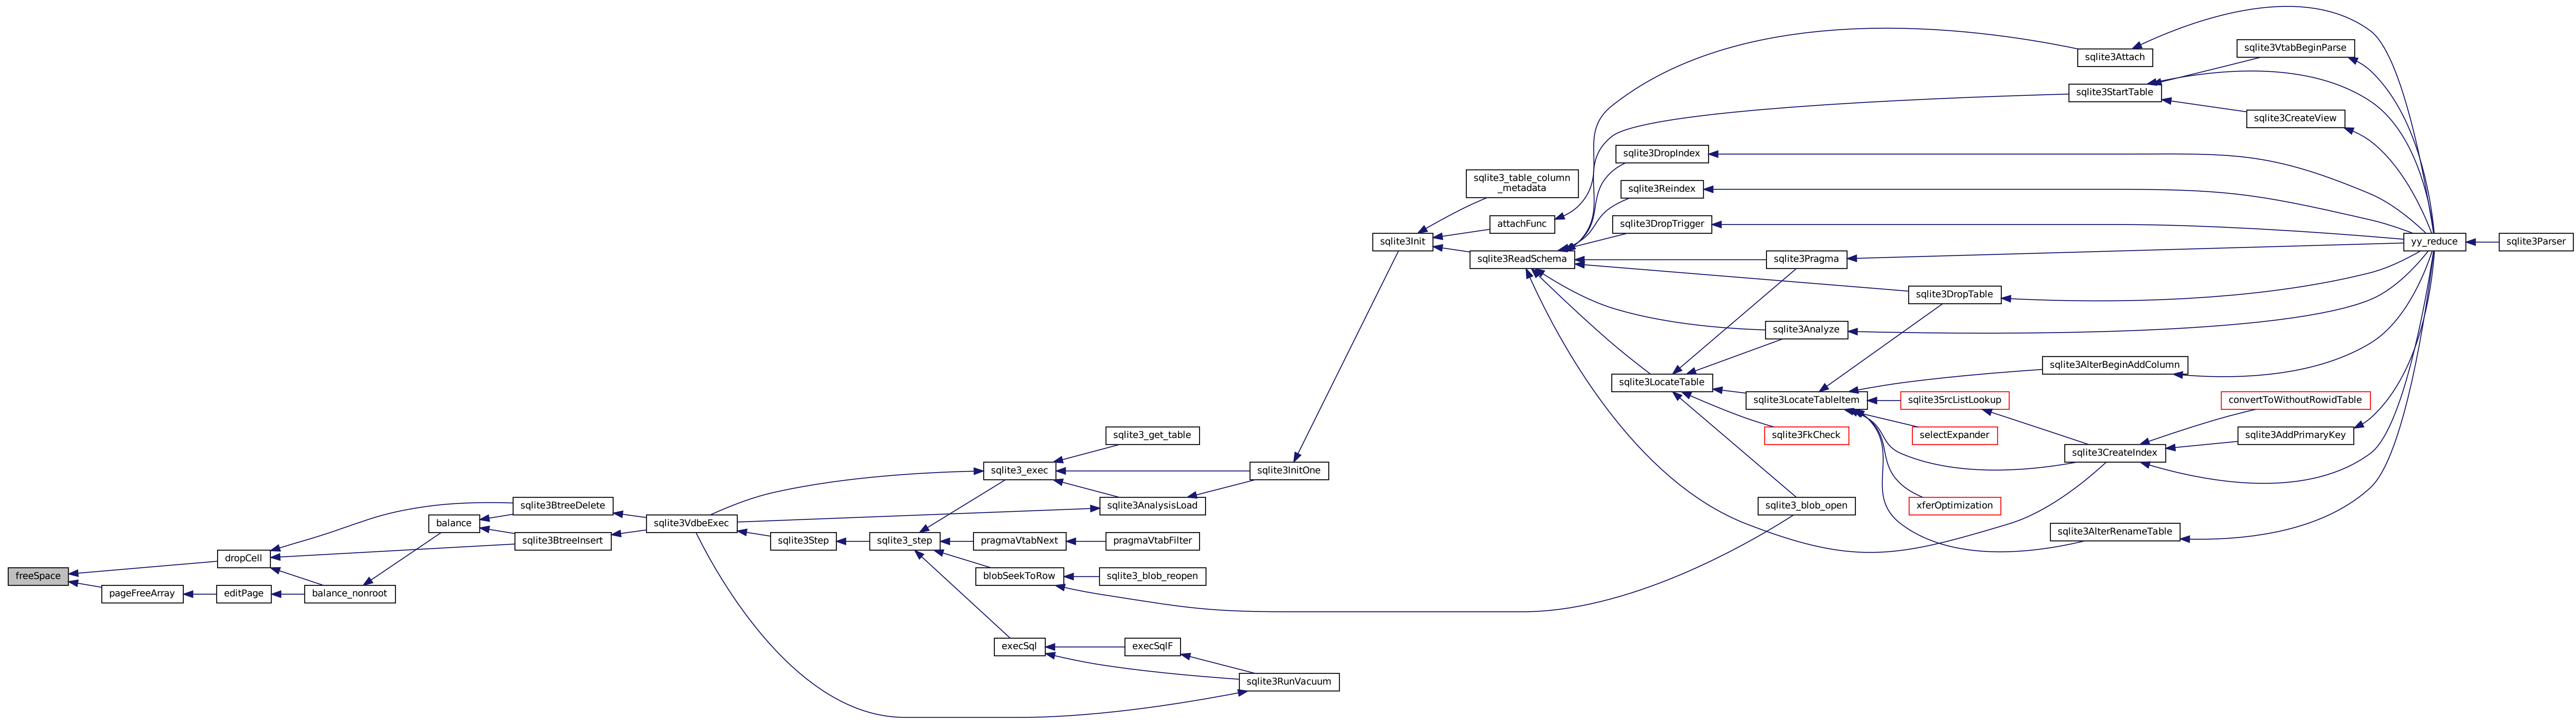 freeSpace
dropCell
pageFreeArray
editPage
balance_nonroot
balance
sqlite3BtreeDelete
sqlite3BtreeInsert
sqlite3VdbeExec
sqlite3Step
sqlite3_step
sqlite3_exec
sqlite3_get_table
sqlite3AnalysisLoad
pragmaVtabNext
pragmaVtabFilter
blobSeekToRow
sqlite3_blob_reopen
execSql
execSqlF
sqlite3RunVacuum
sqlite3InitOne
sqlite3Init
sqlite3_table_column
_metadata
attachFunc
sqlite3ReadSchema
sqlite3DropIndex
sqlite3Reindex
sqlite3DropTrigger
sqlite3Pragma
sqlite3DropTable
sqlite3Analyze
sqlite3LocateTable
sqlite3LocateTableItem
sqlite3FkCheck
sqlite3_blob_open
sqlite3SrcListLookup
selectExpander
xferOptimization
sqlite3Attach
sqlite3StartTable
sqlite3VtabBeginParse
sqlite3CreateView
sqlite3AlterBeginAddColumn
convertToWithoutRowidTable
sqlite3AddPrimaryKey
sqlite3CreateIndex
sqlite3AlterRenameTable
yy_reduce
sqlite3Parser